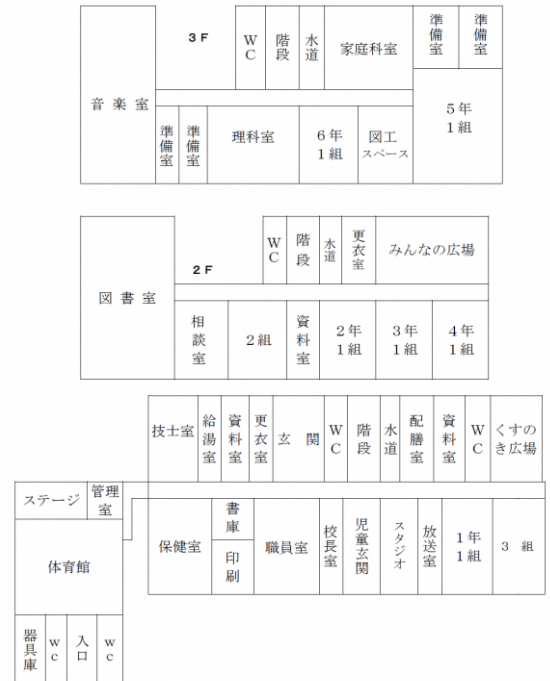 3F
WC
階段
水道
家庭科室
準備室
準備室
音楽室
準備室
準備室
理科室
6年
1組
図工
スペース
5年
1組
2F
WC
階段
水道
更衣室
みんなの広場
図書室
相談室
2組
資料室
2年
1組
3年
1組
4年
1組
技士室
給湯室
資料室
更衣室
玄関
WC
階段
水道
配膳室
資料室
WC
くすの
き広場
ステージ
管理室
体育館
器具庫
wc
入口
wc
保健室
書庫
印刷
職員室
校長室
児童玄関
スタジオ
放送室
1年
1組
3組